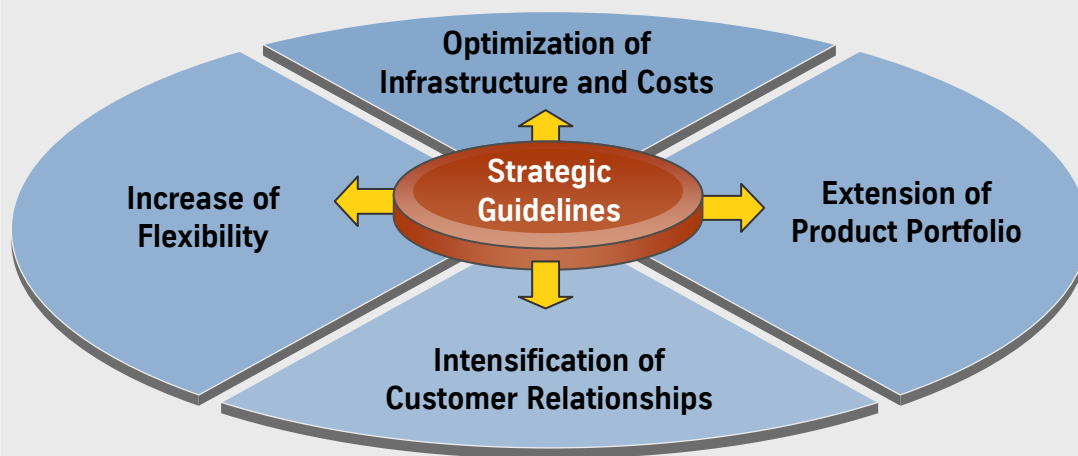 Optimization of
Infrastructure and Costs
Strategic
Guidelines
Increase of
Flexibility
Extension of
Product Portfolio
Intensification of
Customer Relationships